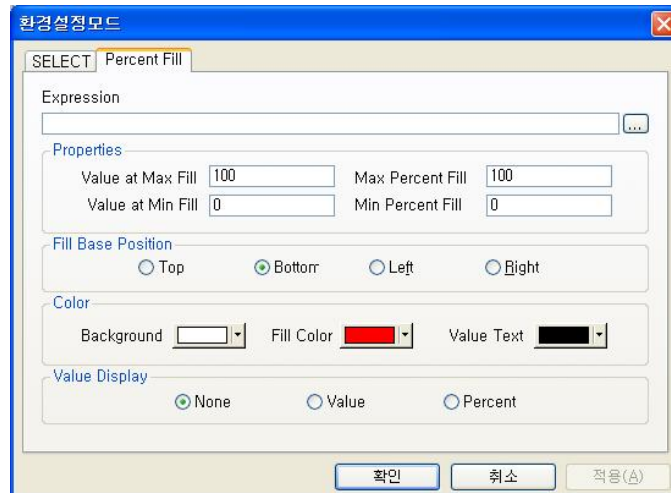 환경설정모드
SELECT Percent Fill
Expression
...
Properties
Value at Max Fill 100 Max Percent Fill 100
Value at Min Fill 0 Min Percent Fill 0
Fill Base Position
Top Bottom Left Right
Color
Background Fill Color Value Text
Value Display
None Value Percent
확인 취소 적용(A)